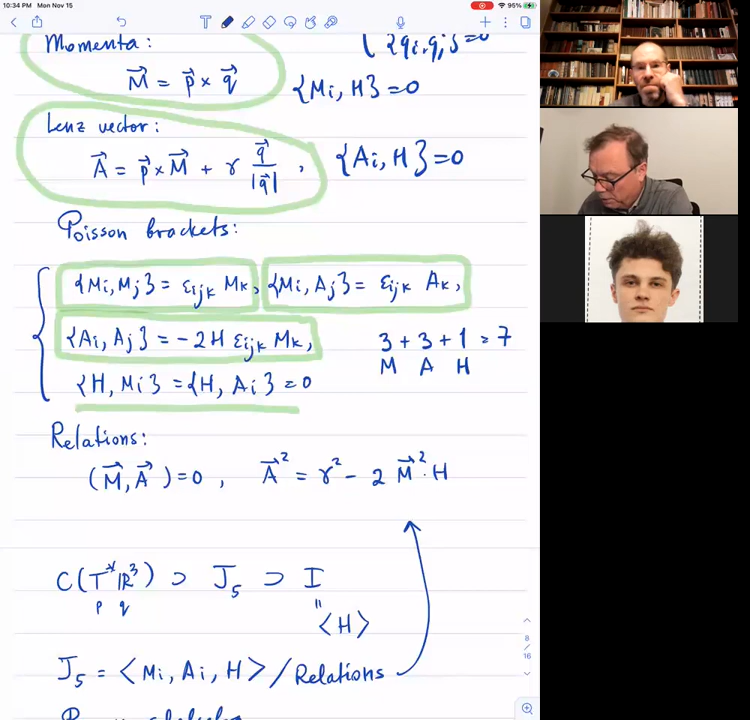 10:34 PM Mon Nov 15
95%
Momenta:
{qi, qj} = 0
M⃗ = p⃗ × q⃗
{Mi, H} = 0
Lenz vector:
A⃗ = p⃗ × M⃗ + γ q⃗/|q⃗| , {Ai, H} = 0
Poisson brackets:
{Mi, Mj} = εijk Mk, {Mi, Aj} = εijk Ak,
{Ai, Aj} = -2H εijk Mk,
3 + 3 + 1 = 7
M A H
{H, Mi} = {H, Ai} = 0
Relations:
(M⃗, A⃗) = 0 , A⃗² = γ² - 2 M⃗² · H
C(T*ℝ³) ⊃ J₅ ⊃ I
p q
"
<H>
8
/
16
J₅ = <Mi, Ai, H> / Relations